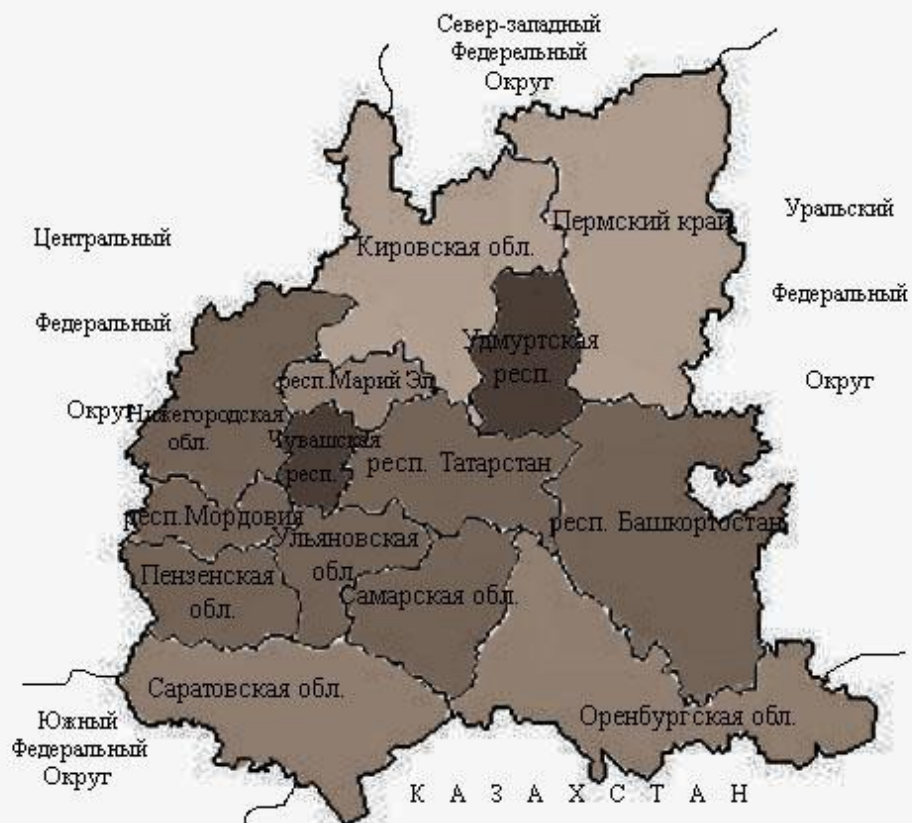 Север-западный
Федерельный
Округ
Центральный
Федеральный
Округ
Уральский
Федеральный
Округ
Пермский край
Кировская обл.
Удмуртская
респ.
респ.Марий Эл
Нижегородская
обл.
Чувашская
респ.
респ. Татарстан
респ.Мордовия
респ. Башкортостан
Ульяновская
обл.
Пензенская
обл.
Самарская обл.
Саратовская обл.
Оренбургская обл.
Южный
Федеральный
Округ
К А З А Х С Т А Н